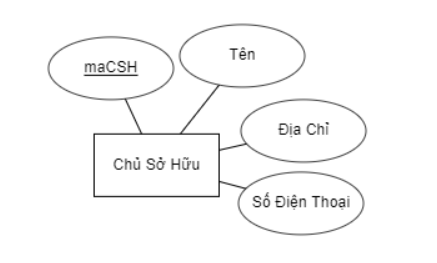 maCSH
Tên
Địa Chỉ
Chủ Sở Hữu
Số Điện Thoại